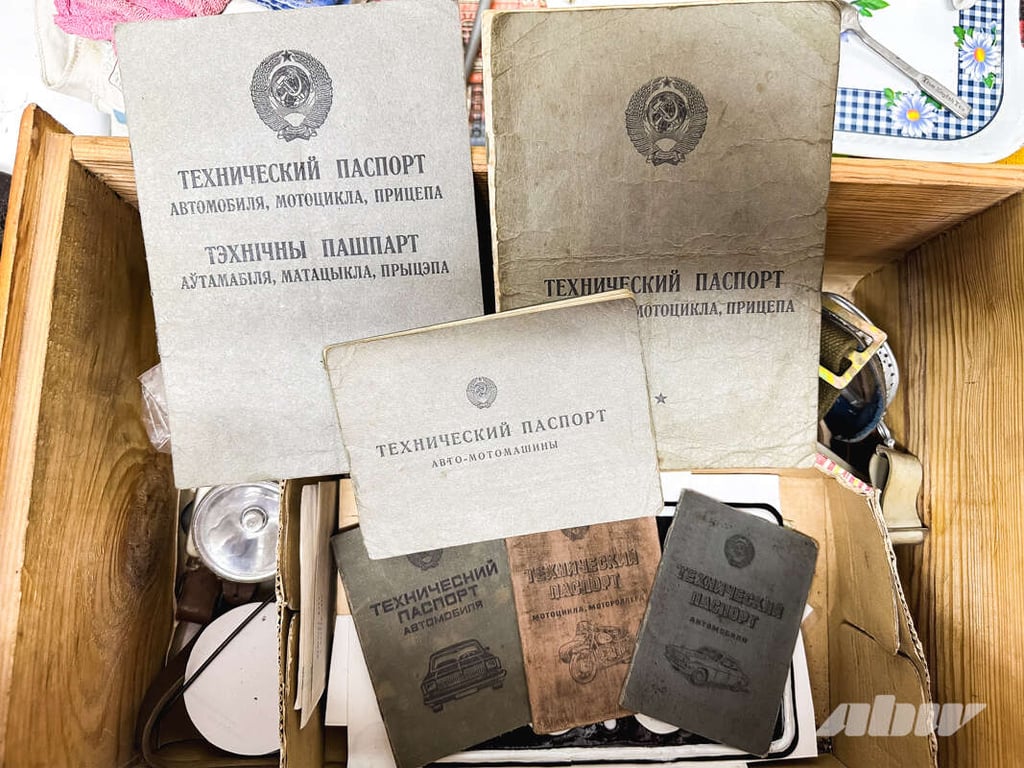 ТЕХНИЧЕСКИЙ ПАСПОРТ
АВТОМОБИЛЯ, МОТОЦИКЛА, ПРИЦЕПА
ТЭХНІЧНЫ ПАШПАРТ
АЎТАМАБІЛЯ, МАТАЦЫКЛА, ПРЫЦЭПА
ТЕХНИЧЕСКИЙ ПАСПОРТ
МОТОЦИКЛА, ПРИЦЕПА
ТЕХНИЧЕСКИЙ ПАСПОРТ
АВТО-МОТОМАШИНЫ
ТЕХНИЧЕСКИЙ
ПАСПОРТ
АВТОМОБИЛЯ
ТЕХНИЧЕСКИЙ
ПАСПОРТ
МОТОЦИКЛА, МОТОРОЛЛЕРА
ТЕХНИЧЕСКИЙ
ПАСПОРТ
АВТОМОБИЛЯ
abw